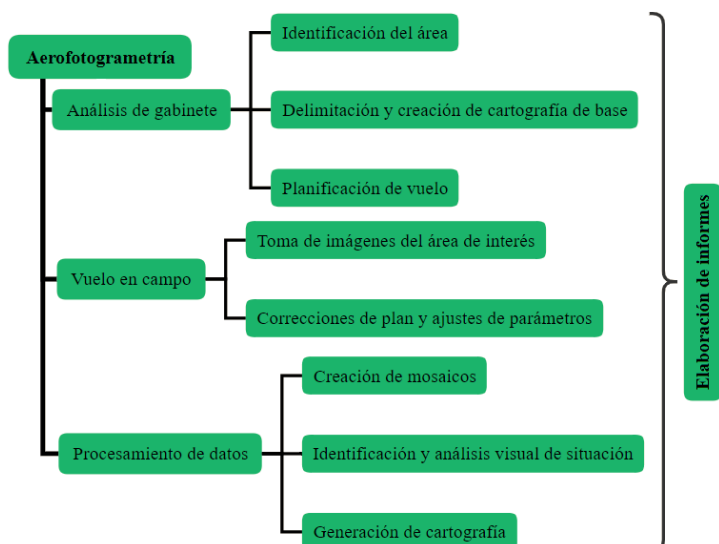 Aerofotogrametría
Análisis de gabinete
Identificación del área
Delimitación y creación de cartografía de base
Planificación de vuelo
Vuelo en campo
Toma de imágenes del área de interés
Correcciones de plan y ajustes de parámetros
Procesamiento de datos
Creación de mosaicos
Identificación y análisis visual de situación
Generación de cartografía
Elaboración de informes